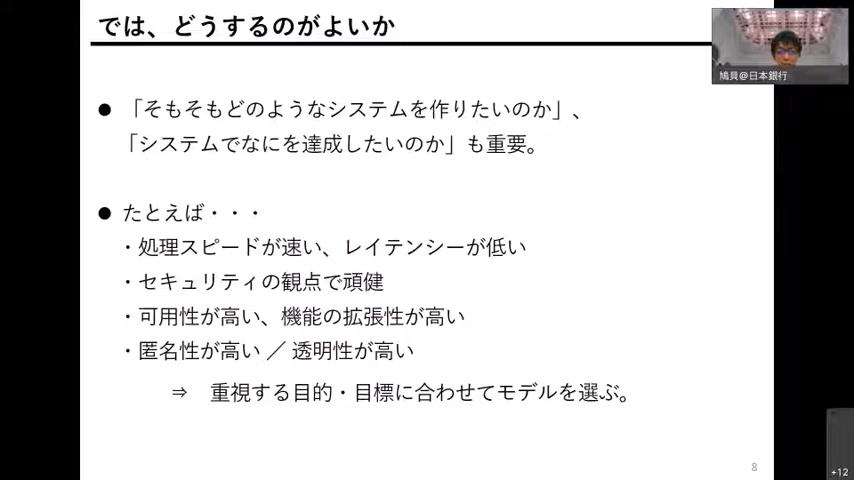 では、どうするのがよいか
鳩貝@日本銀行
● 「そもそもどのようなシステムを作りたいのか」、
「システムでなにを達成したいのか」も重要。
● たとえば・・・
・処理スピードが速い、レイテンシーが低い
・セキュリティの観点で頑健
・可用性が高い、機能の拡張性が高い
・匿名性が高い ／ 透明性が高い
⇒ 重視する目的・目標に合わせてモデルを選ぶ。
8
+12